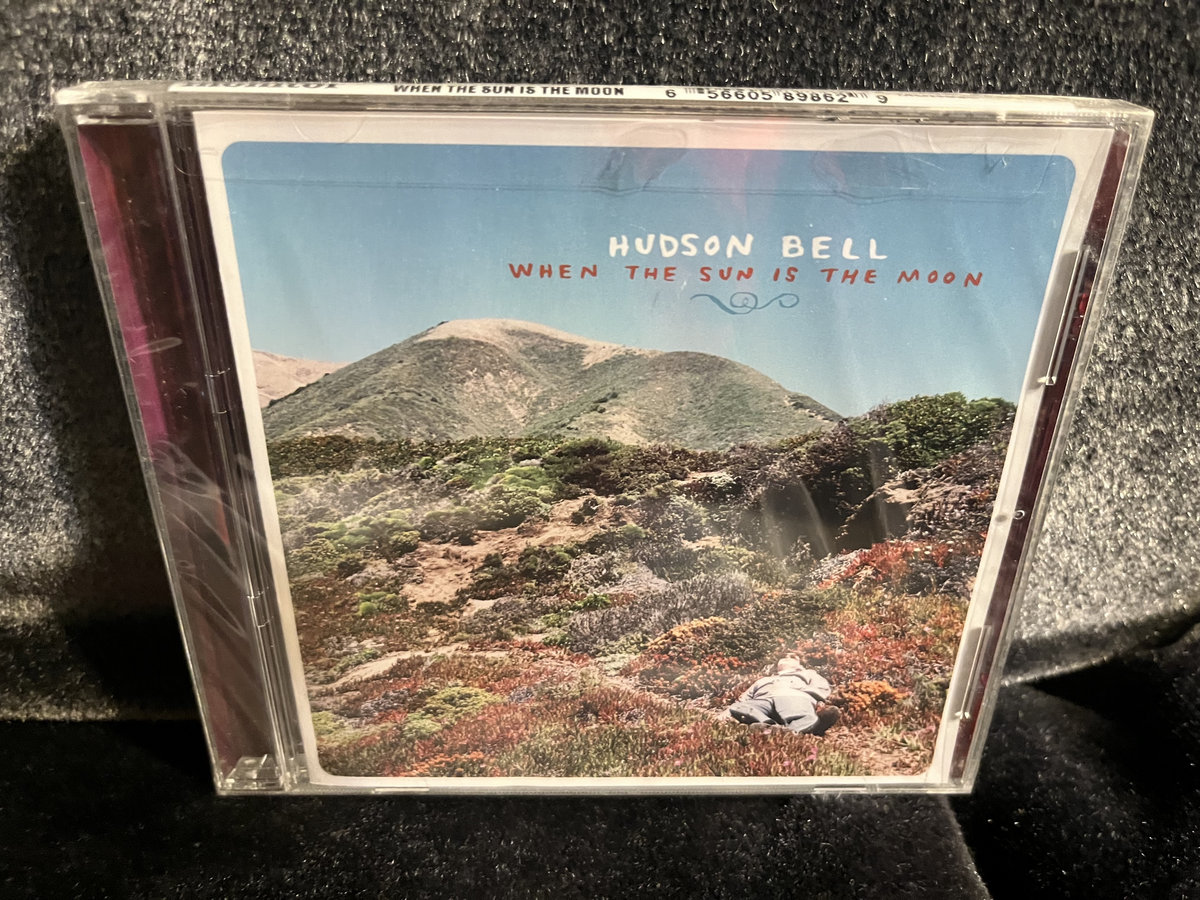 WHEN THE SUN IS THE MOON 6 56605 89862 9
HUDSON BELL
WHEN THE SUN IS THE MOON